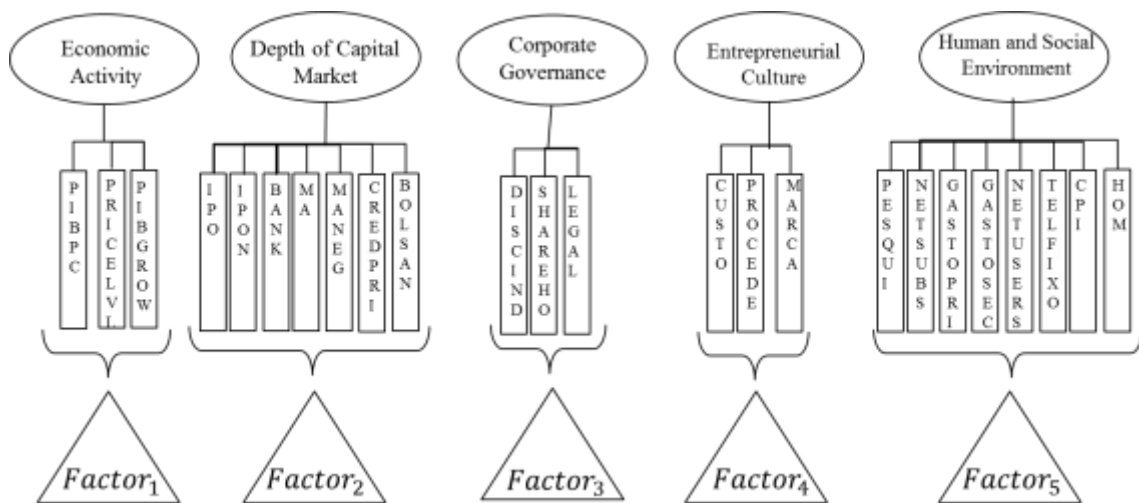 Economic
Activity
Depth of Capital
Market
Corporate
Governance
Entrepreneurial
Culture
Human and Social
Environment
PIBPC
PRICELVL
PIBGROW
IPO
IPON
BANK
MA
MANEG
CREDPRI
BOLSAN
DISCIND
SHAREHO
LEGAL
CUSTO
PROCEDE
MARCA
PESQUI
NETSUBS
GASTOPRI
GASTOSEC
NETUSERS
TELFIXO
CPI
HOM
Factor₁
Factor₂
Factor₃
Factor₄
Factor₅